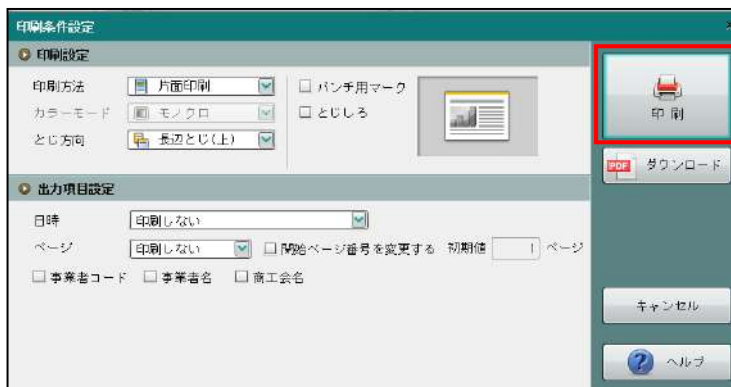 印刷条件設定
印刷設定
印刷方法 片面印刷 パンチ用マーク
カラーモード モノクロ とじしろ
とじ方向 長辺とじ(上)
印刷
PDF ダウンロード
出力項目設定
日時 印刷しない
ページ 印刷しない 開始ページ番号を変更する 初期値 1 ページ
事業者コード 事業者名 商工会名
キャンセル
? ヘルプ